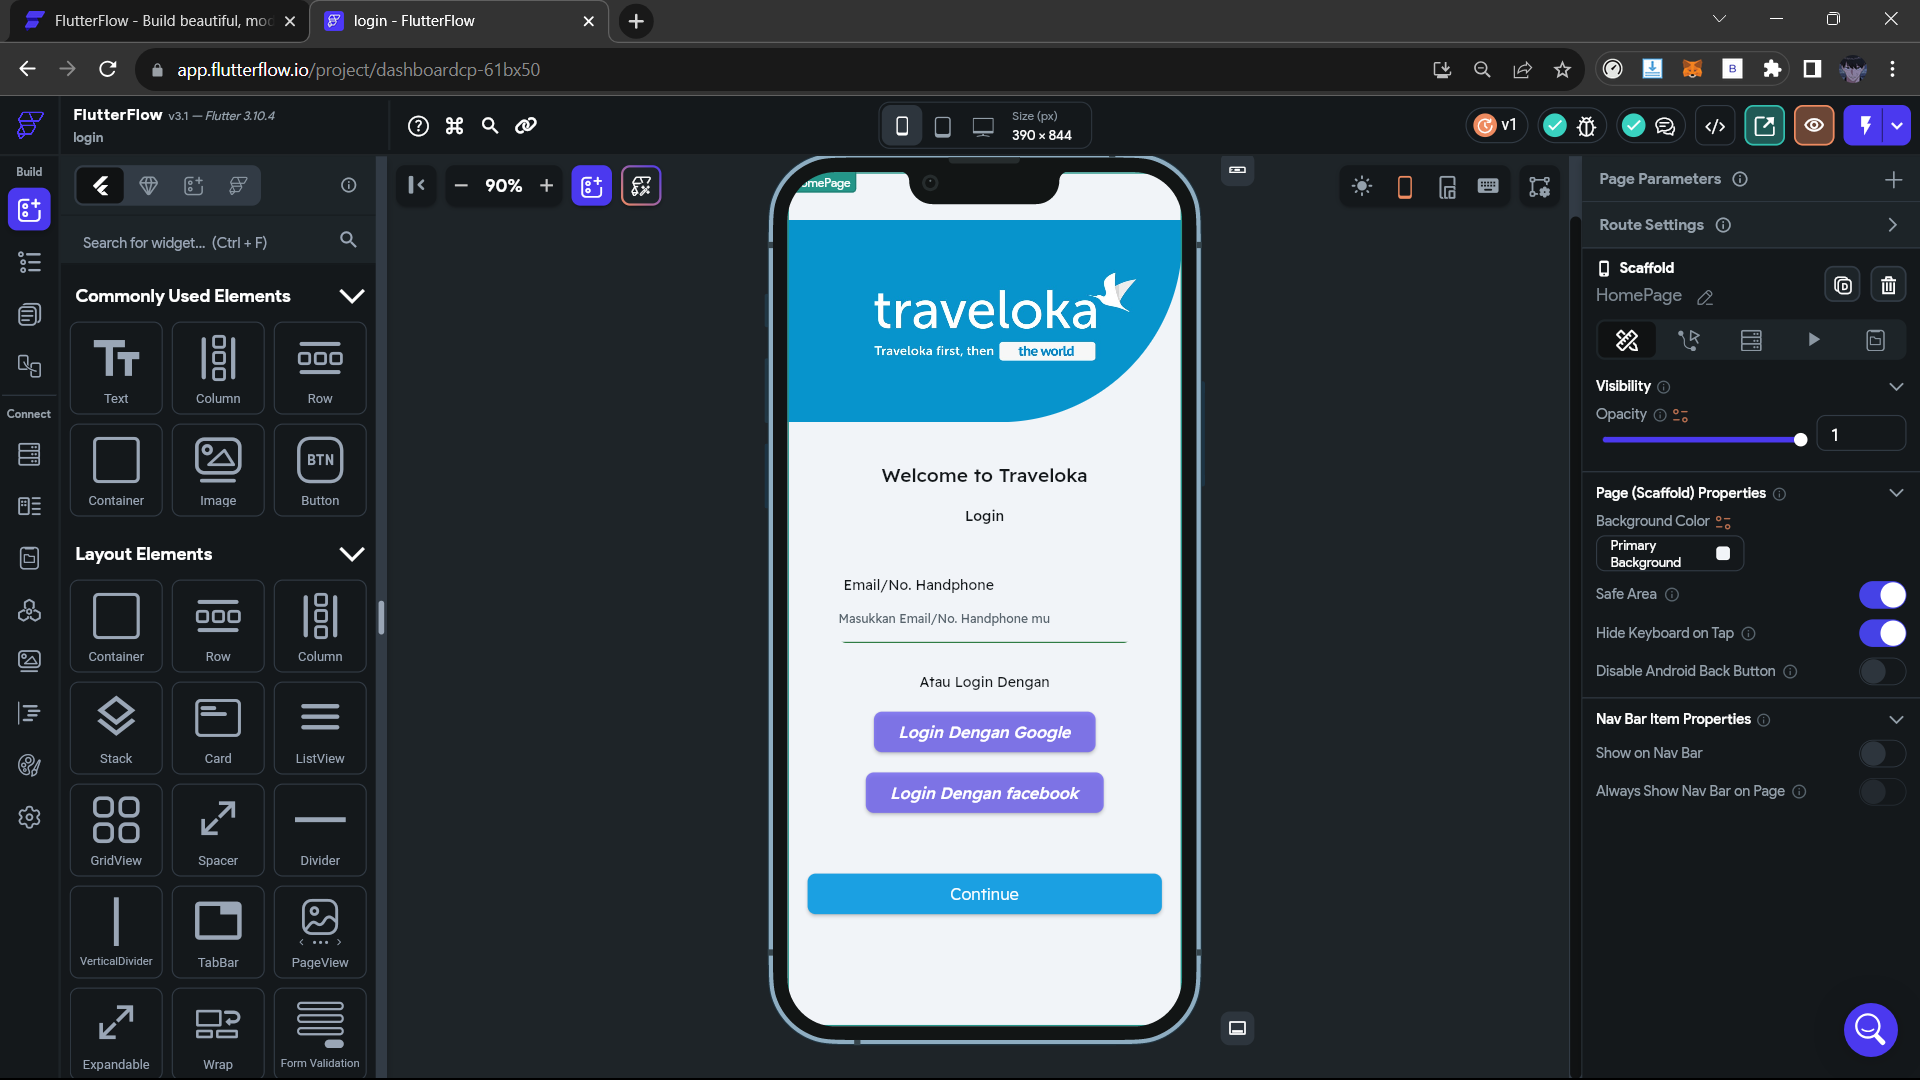 FlutterFlow - Build beautiful, mod
login - FlutterFlow
app.flutterflow.io/project/dashboardcp-61bx50
FlutterFlow v3.1 — Flutter 3.10.4
login
Size (px)
390 × 844
v1
B
Build
Connect
Search for widget... (Ctrl + F)
Commonly Used Elements
Text
Column
Row
Container
Image
BTN
Button
Layout Elements
Container
Row
Column
Stack
Card
ListView
GridView
Spacer
Divider
VerticalDivider
TabBar
PageView
Expandable
Wrap
Form Validation
90%
omePage
traveloka
Traveloka first, then the world
Welcome to Traveloka
Login
Email/No. Handphone
Masukkan Email/No. Handphone mu
Atau Login Dengan
Login Dengan Google
Login Dengan facebook
Continue
Page Parameters
Route Settings
Scaffold
HomePage
Visibility
Opacity
1
Page (Scaffold) Properties
Background Color
Primary
Background
Safe Area
Hide Keyboard on Tap
Disable Android Back Button
Nav Bar Item Properties
Show on Nav Bar
Always Show Nav Bar on Page